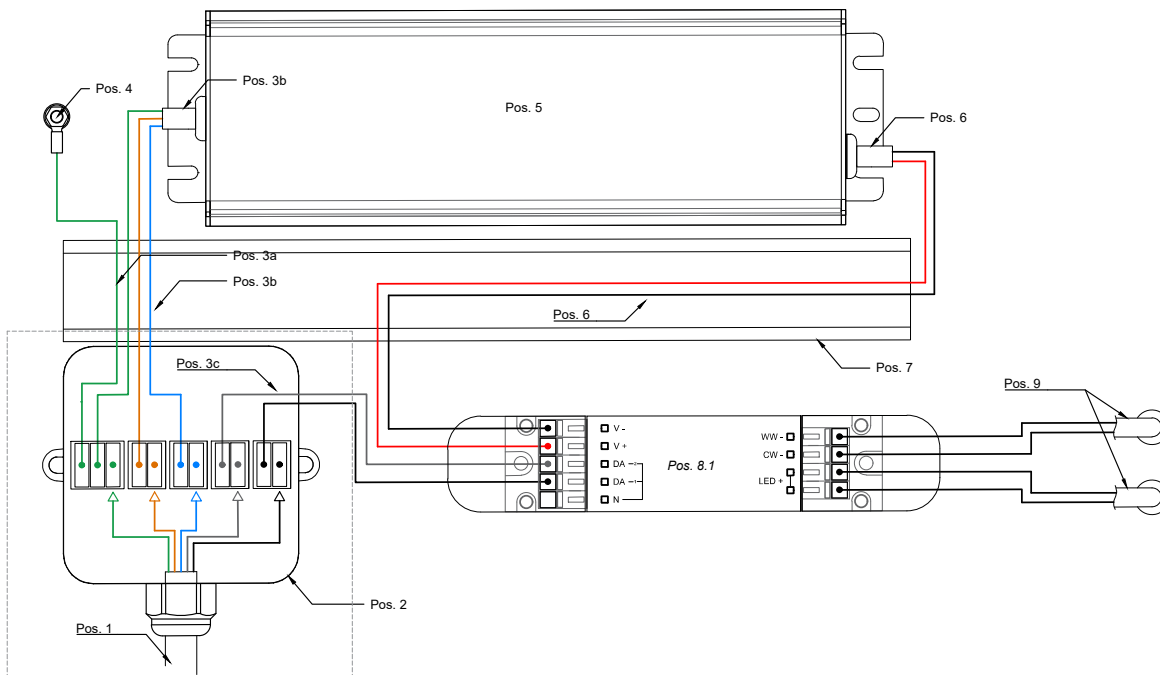 Pos. 4
Pos. 3b
Pos. 5
Pos. 6
Pos. 3a
Pos. 3b
Pos. 6
Pos. 7
Pos. 3c
Pos. 9
V -
V +
DA
DA
N
Pos. 8.1
WW -
CW -
LED +
Pos. 2
Pos. 1